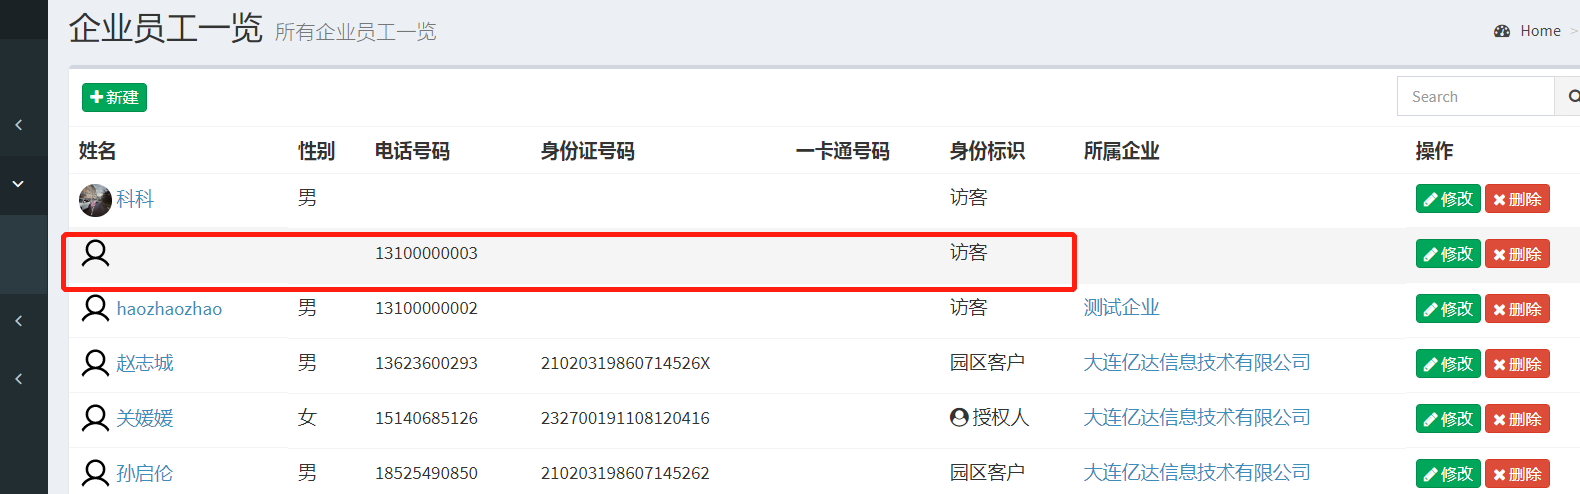 企业员工一览 所有企业员工一览 Home >
新建 Search
姓名 性别 电话号码 身份证号码 一卡通号码 身份标识 所属企业 操作
科科 男 访客 修改 删除
13100000003 访客 修改 删除
haozhaozhao 男 13100000002 访客 测试企业 修改 删除
赵志城 男 13623600293 21020319860714526X 园区客户 大连亿达信息技术有限公司 修改 删除
关媛媛 女 15140685126 232700191108120416 授权人 大连亿达信息技术有限公司 修改 删除
孙启伦 男 18525490850 210203198607145262 园区客户 大连亿达信息技术有限公司 修改 删除